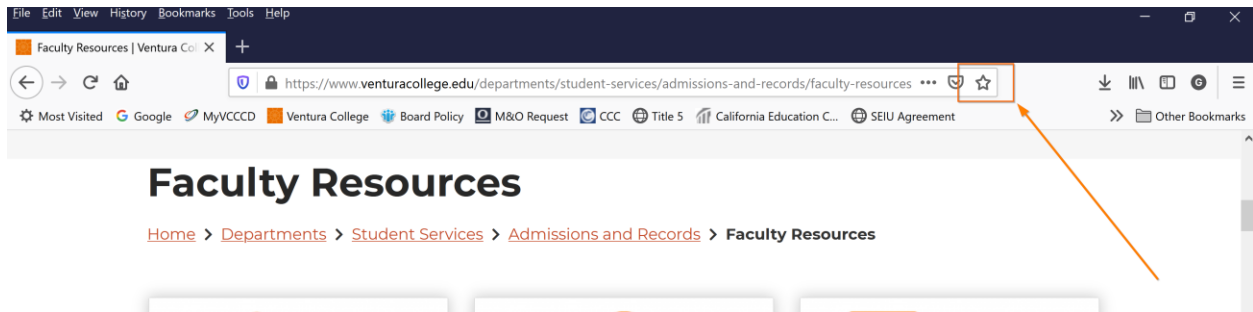 File Edit View History Bookmarks Tools Help
Faculty Resources | Ventura Col
https://www.venturacollege.edu/departments/student-services/admissions-and-records/faculty-resources
Most Visited Google MyVCCCD Ventura College Board Policy M&O Request CCC Title 5 California Education C... SEIU Agreement Other Bookmarks
Faculty Resources
Home > Departments > Student Services > Admissions and Records > Faculty Resources